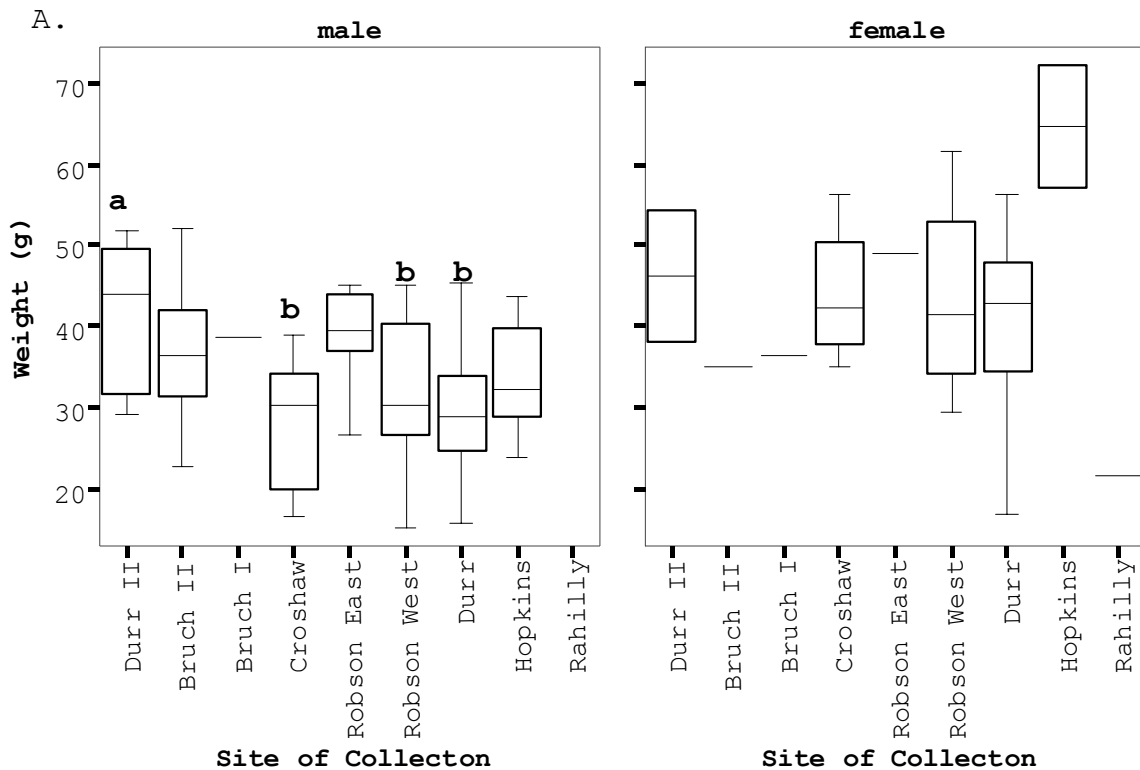 A.
male
female
Weight (g)
70
60
50
40
30
20
a
b
b
b
Durr II
Bruch II
Bruch I
Croshaw
Robson East
Robson West
Durr
Hopkins
Rahilly
Durr II
Bruch II
Bruch I
Croshaw
Robson East
Robson West
Durr
Hopkins
Rahilly
Site of Collecton
Site of Collecton